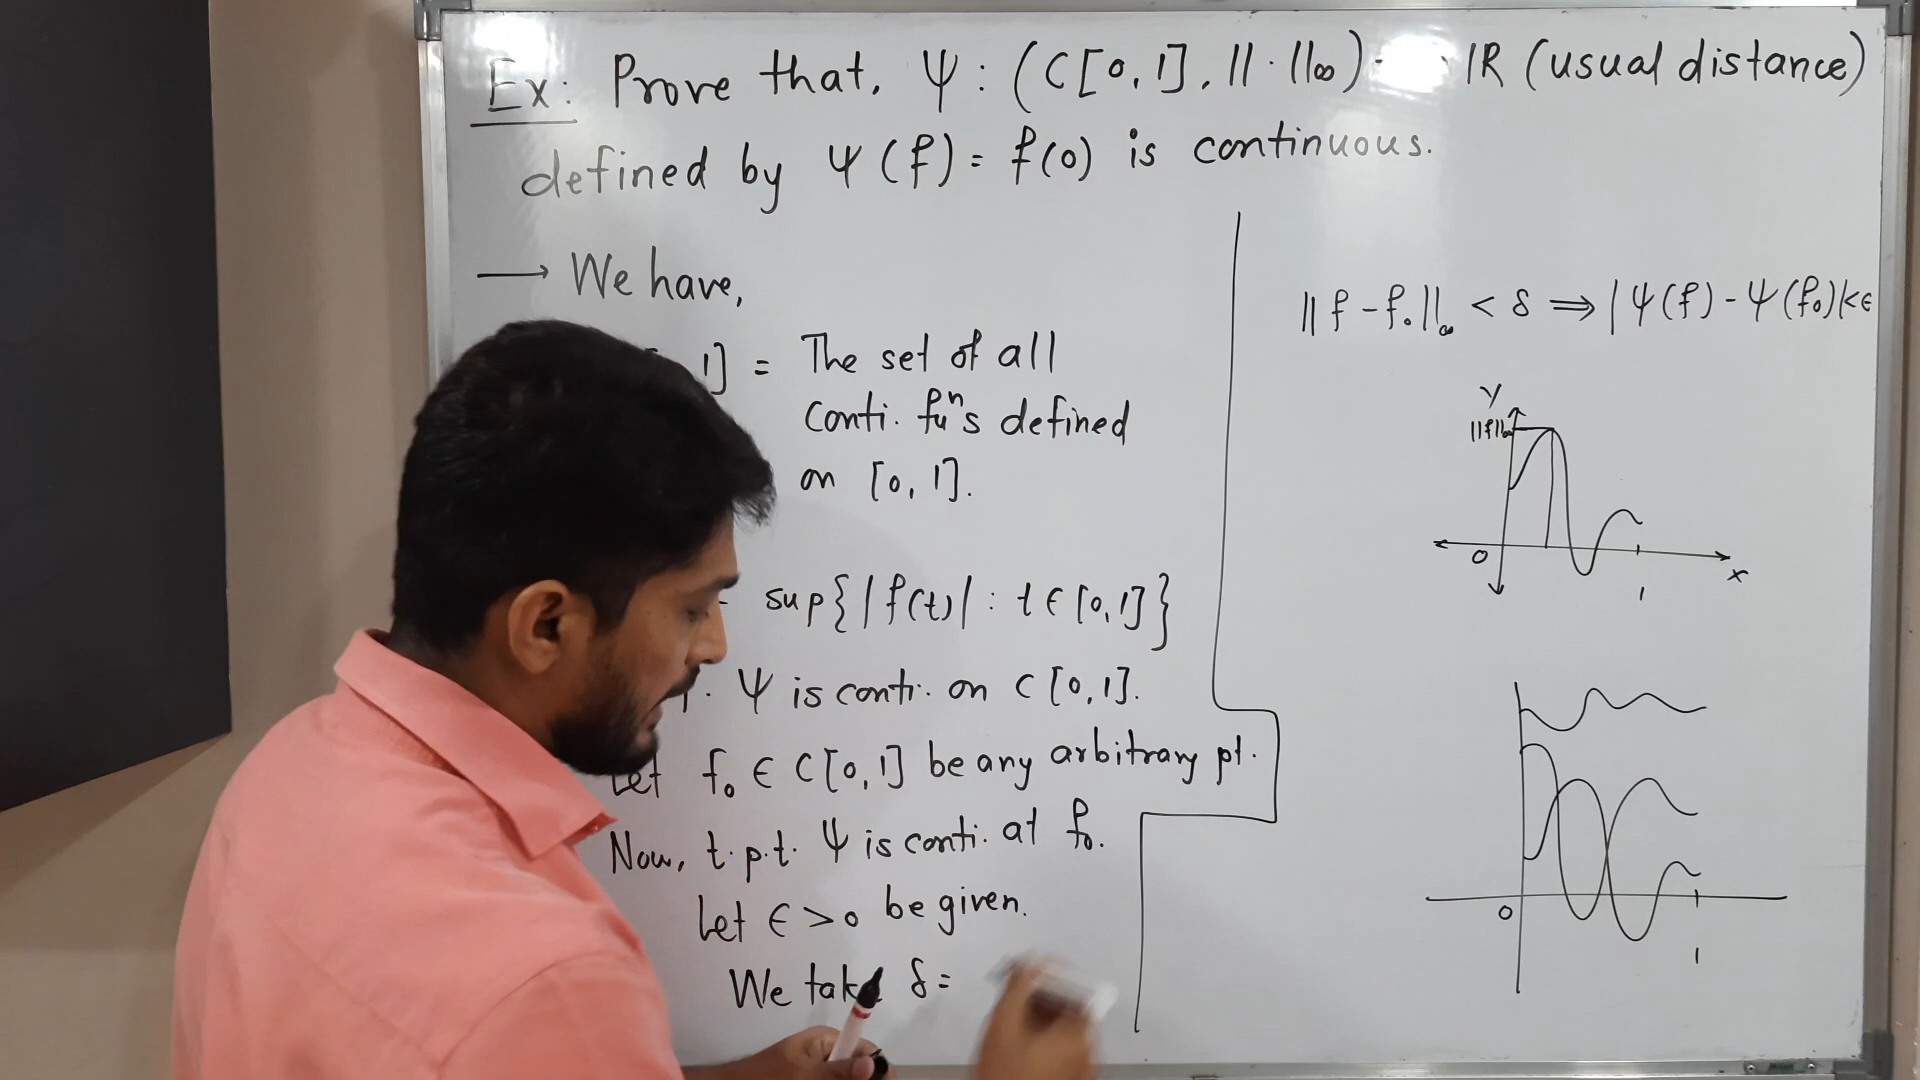 Ex: Prove that, Ψ : (C[0,1], ||·||∞) IR (usual distance)
defined by Ψ(f) = f(0) is continuous.
→ We have,
1] = The set of all
Conti. fuⁿs defined
on [0,1].
sup{|f(t)| : t ∈ [0,1]}
Ψ is conti. on C[0,1].
Let f₀ ∈ C[0,1] be any arbitrary pt.
Now, t.p.t. Ψ is conti. at f₀.
Let ϵ > 0 be given.
We take δ =
||f - f₀||∞ < δ ⇒ |Ψ(f) - Ψ(f₀)| < ϵ
Y
||f||∞
0
X
1
0
1